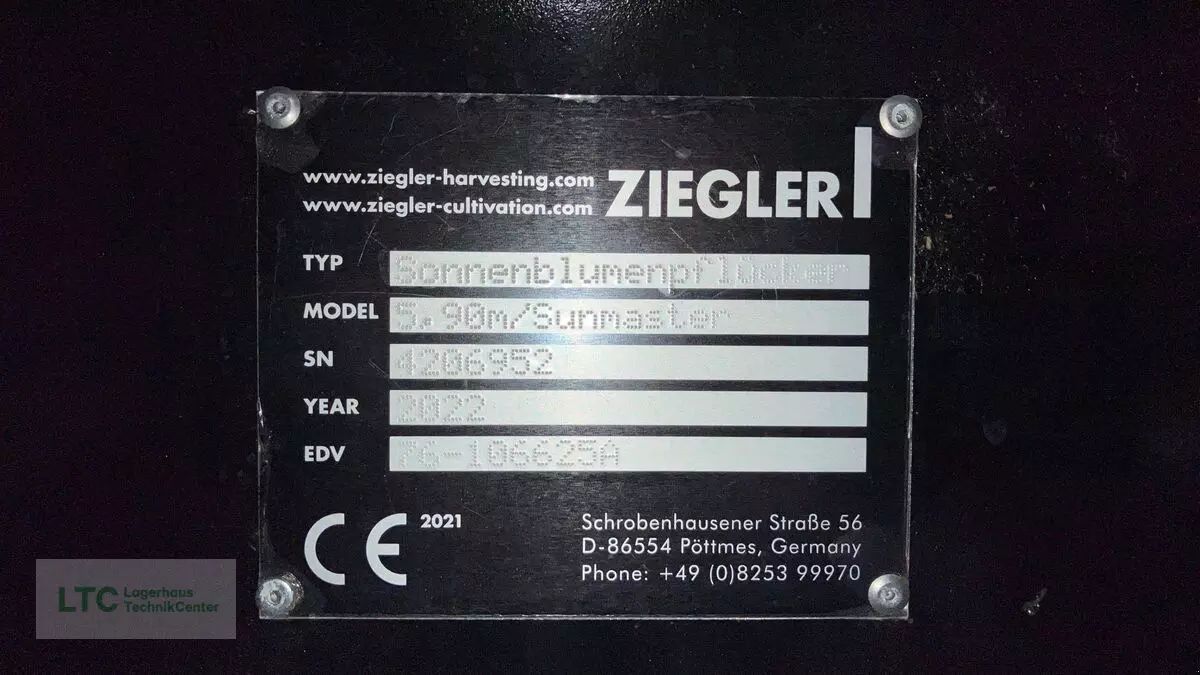 www.ziegler-harvesting.com
www.ziegler-cultivation.com
ZIEGLER
TYP Sonnenblumenpflücker
MODEL 5.90m/Sunmaster
SN 4206952
YEAR 2022
EDV 76-106625A
CE 2021
Schrobenhausener Straße 56
D-86554 Pöttmes, Germany
Phone: +49 (0)8253 99970
LTC Lagerhaus
TechnikCenter